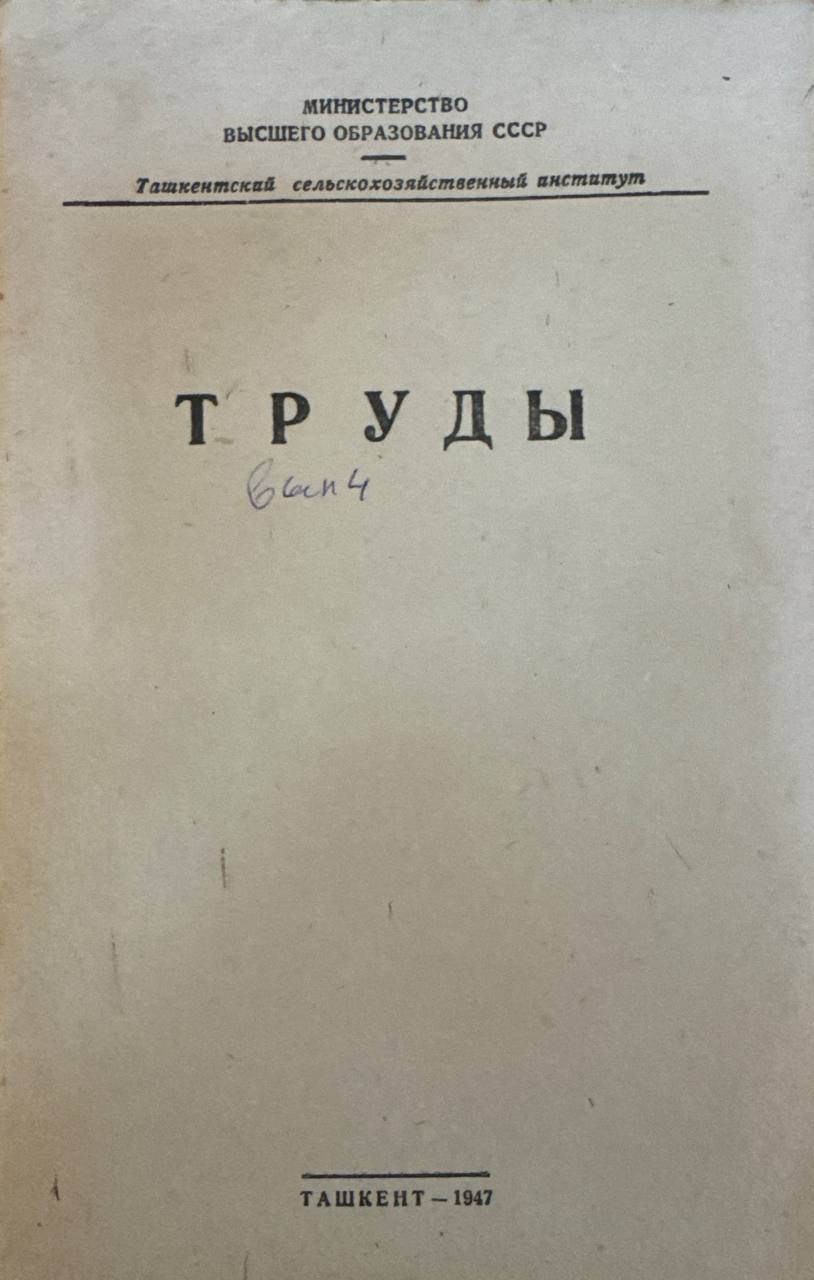 МИНИСТЕРСТВО
ВЫСШЕГО ОБРАЗОВАНИЯ СССР
Ташкентский сельскохозяйственный институт
ТРУДЫ
вып 4
ТАШКЕНТ — 1947